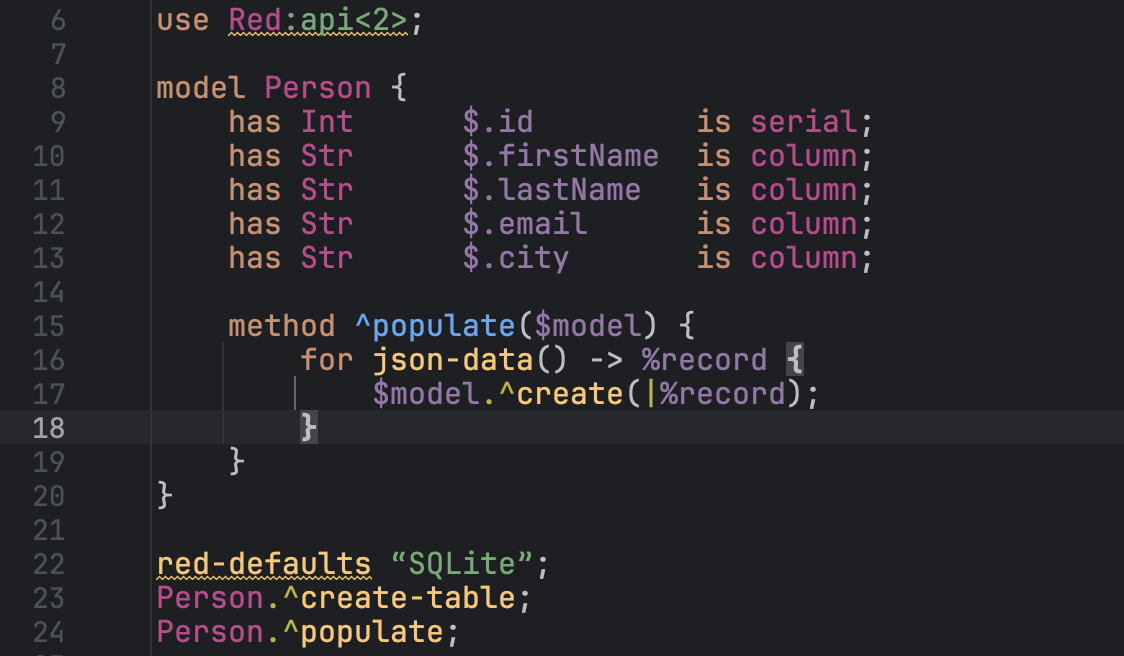 6 use Red:api<2>;
7
8 model Person {
9     has Int      $.id         is serial;
10     has Str      $.firstName  is column;
11     has Str      $.lastName   is column;
12     has Str      $.email      is column;
13     has Str      $.city       is column;
14
15     method ^populate($model) {
16         for json-data() -> %record {
17             $model.^create(|%record);
18         }
19     }
20 }
21
22 red-defaults “SQLite”;
23 Person.^create-table;
24 Person.^populate;